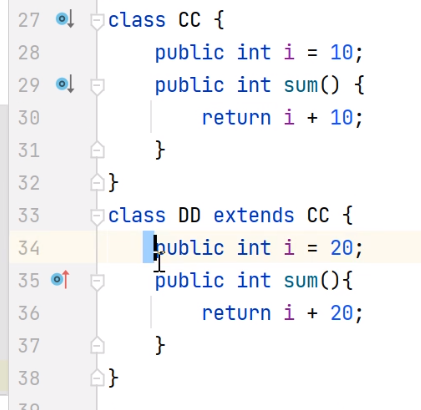 27 class CC {
28     public int i = 10;
29     public int sum() {
30         return i + 10;
31     }
32 }
33 class DD extends CC {
34     public int i = 20;
35     public int sum(){
36         return i + 20;
37     }
38 }
39